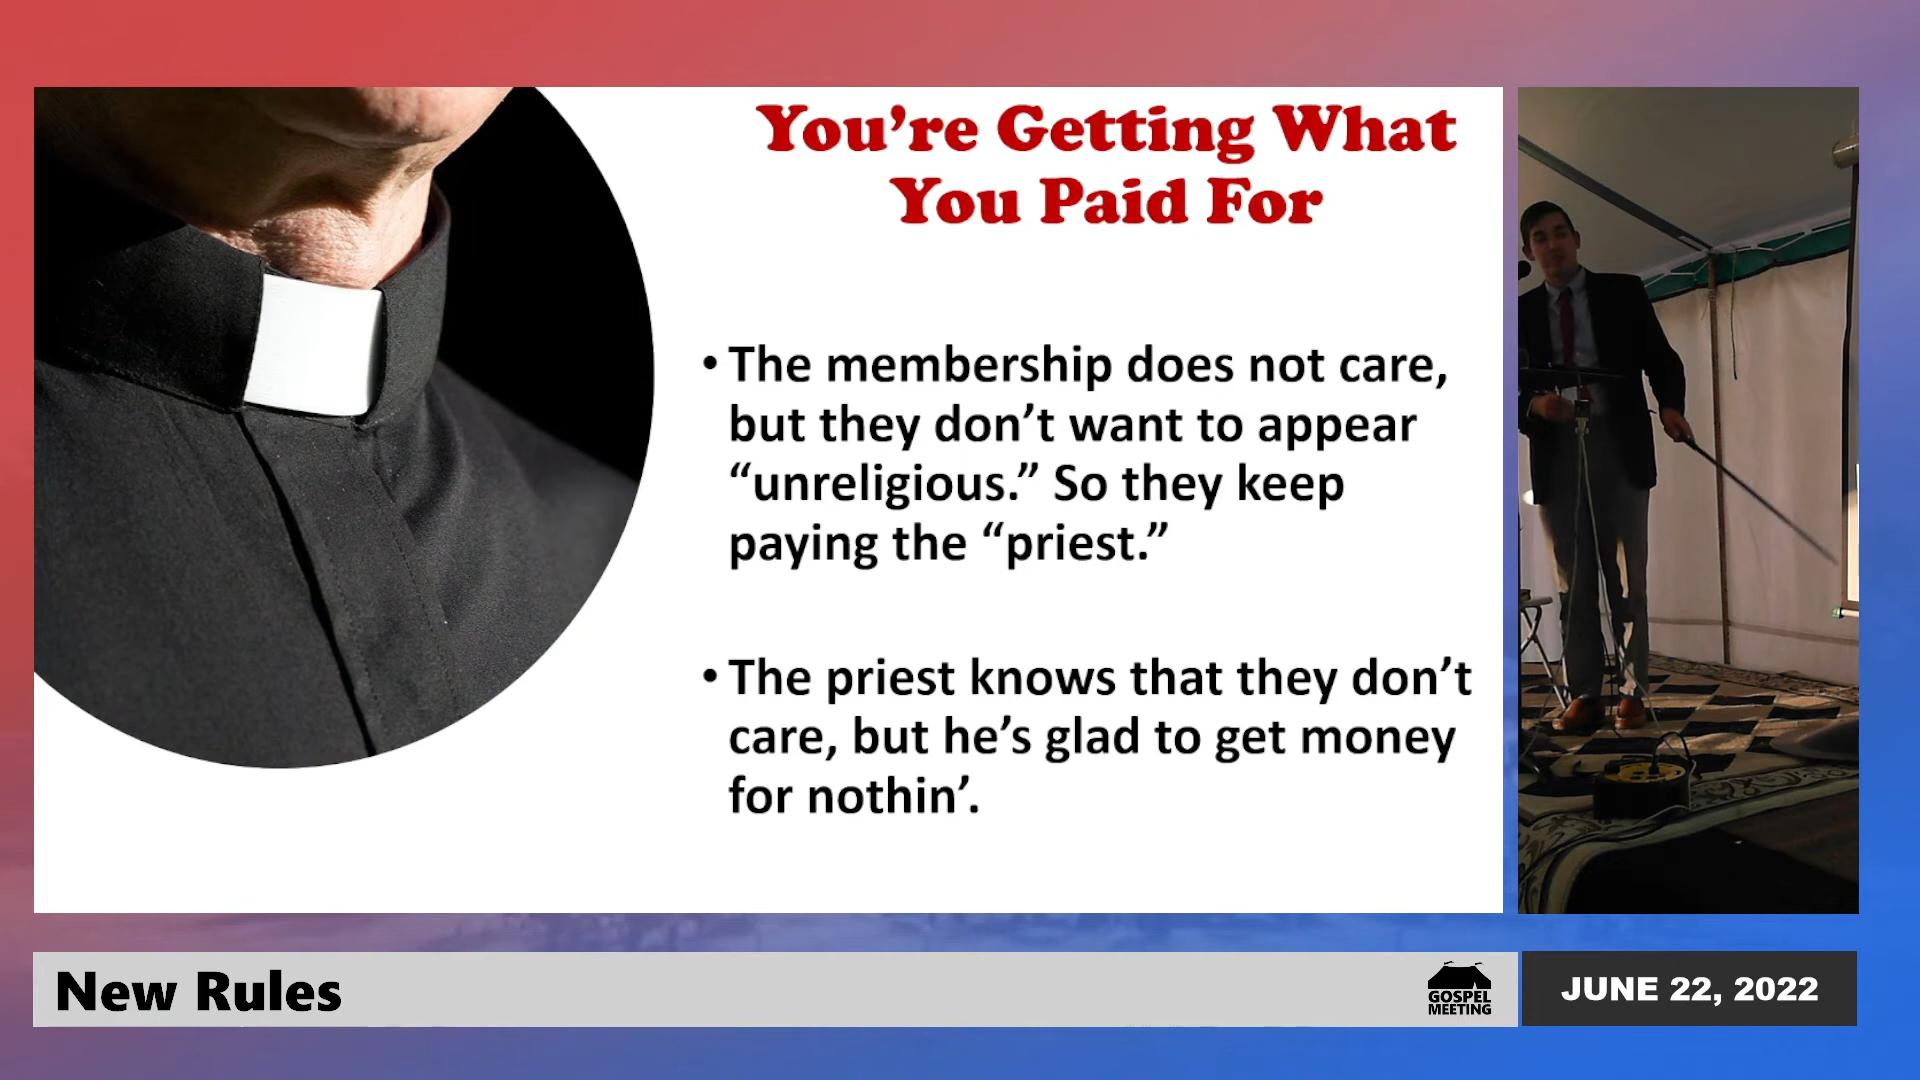 You’re Getting What
You Paid For
• The membership does not care,
but they don’t want to appear
“unreligious.” So they keep
paying the “priest.”
• The priest knows that they don’t
care, but he’s glad to get money
for nothin’.
New Rules
GOSPEL
MEETING
JUNE 22, 2022